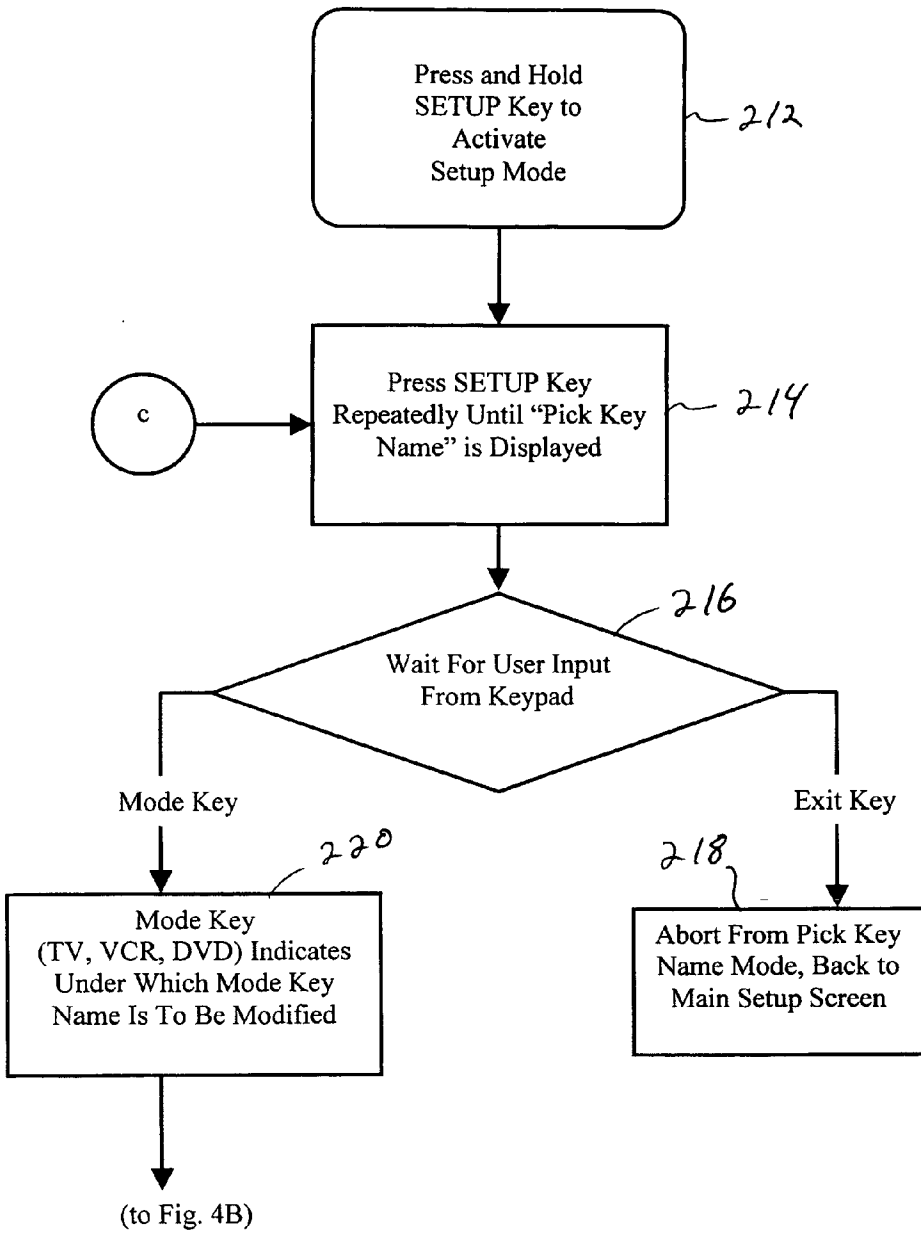 Press and Hold
SETUP Key to
Activate
Setup Mode
212
c
Press SETUP Key
Repeatedly Until “Pick Key
Name” is Displayed
214
216
Wait For User Input
From Keypad
Mode Key
Exit Key
220
218
Mode Key
(TV, VCR, DVD) Indicates
Under Which Mode Key
Name Is To Be Modified
Abort From Pick Key
Name Mode, Back to
Main Setup Screen
(to Fig. 4B)